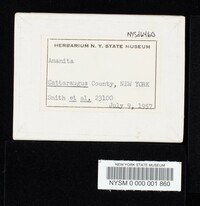 NYSf6460
HERBARIUM N. Y. STATE MUSEUM
Amanita
Cattaraugus County, NEW YORK
Smith et al, 23100
July 9, 1957
NEW YORK STATE MUSEUM
NYSM 0 000 001 860